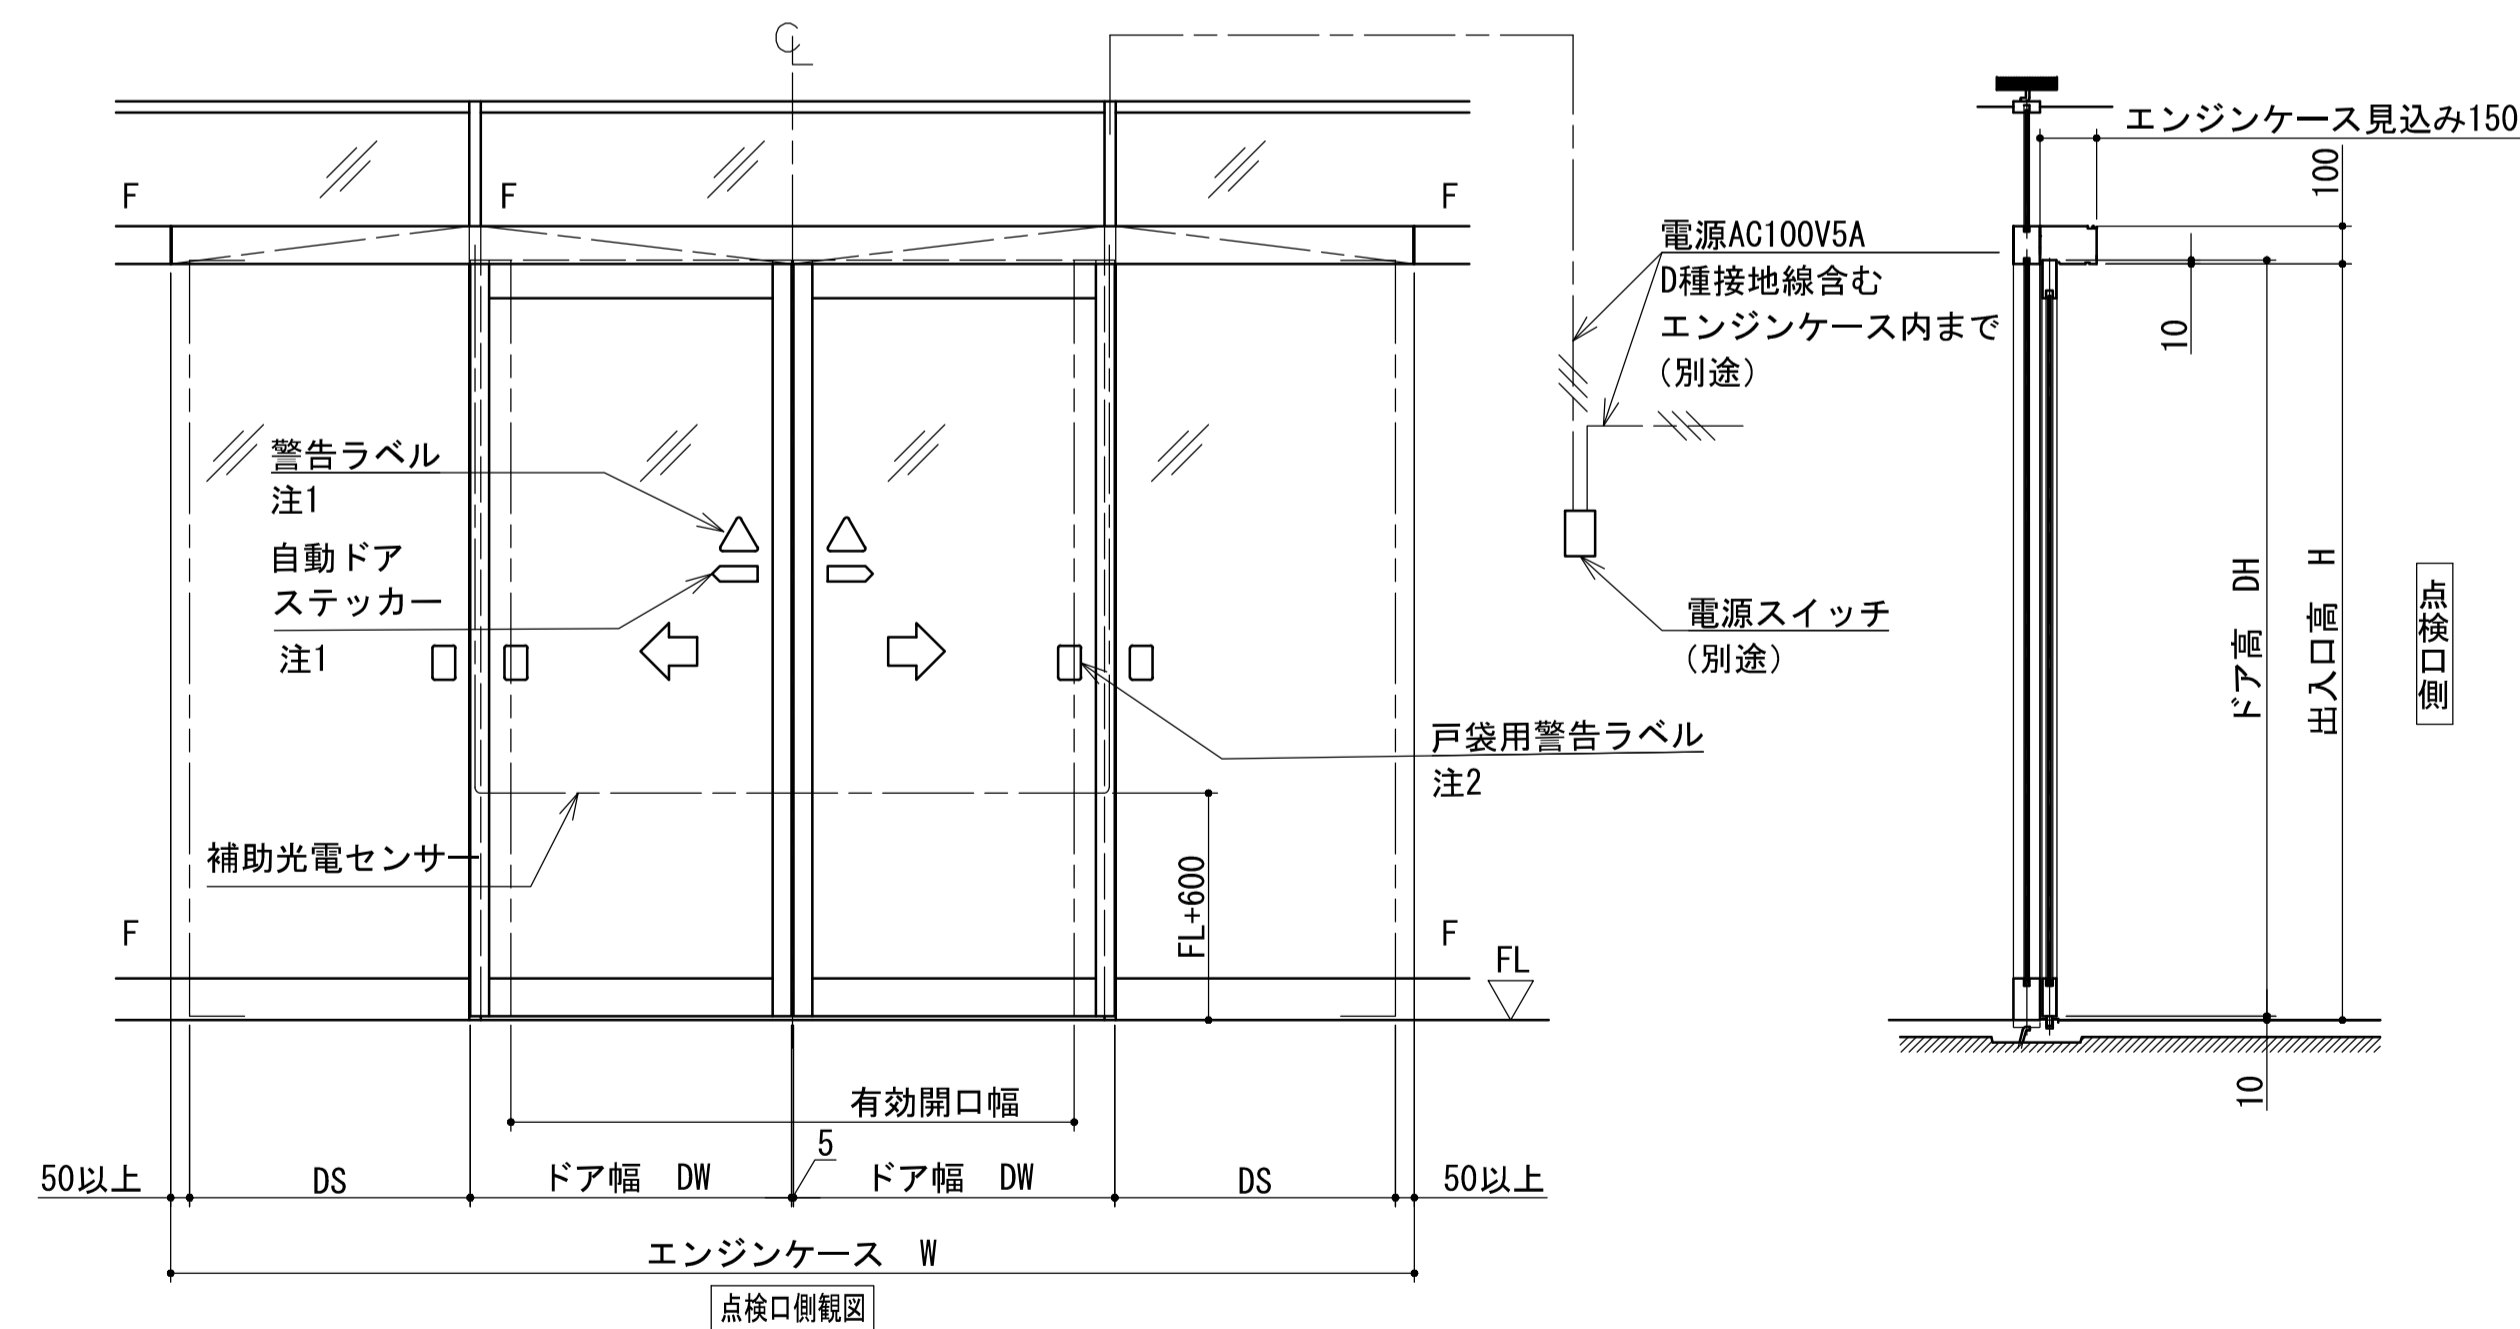 ℄
エンジンケース見込み150
100
F
F
F
電源AC100V5A
D種接地線含む
エンジンケース内まで
(別途)
10
警告ラベル
注1
自動ドア
ステッカー
注1
電源スイッチ
(別途)
ドア高 DH
出入口高 H
点検口側
戸袋用警告ラベル
注2
補助光電センサー
FL+600
F
F
FL
10
有効開口幅
5
50以上
DS
ドア幅 DW
ドア幅 DW
DS
50以上
エンジンケース W
点検口側観図